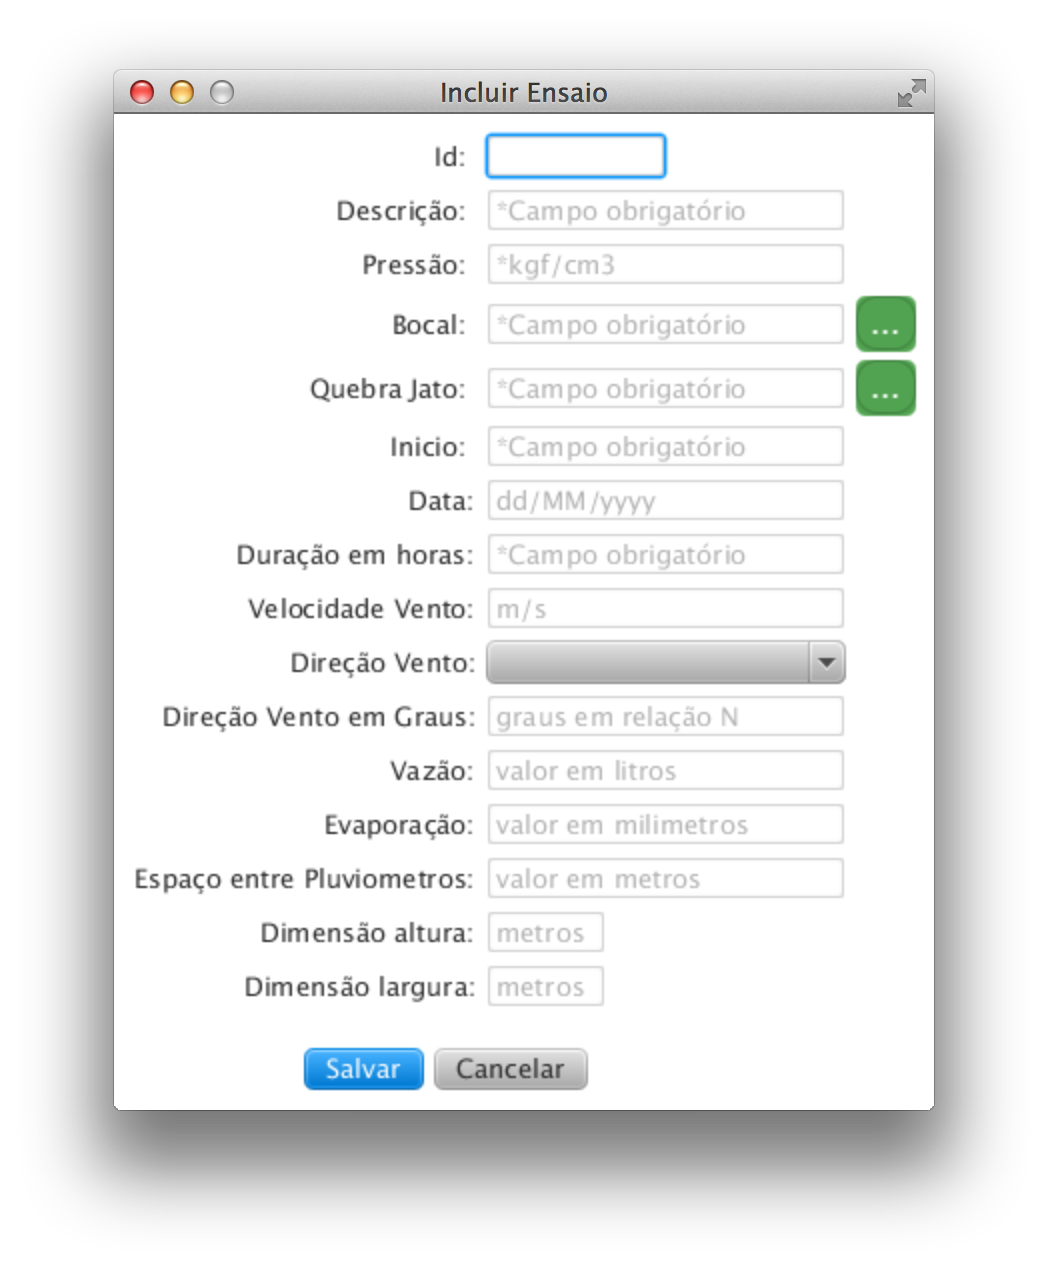 Incluir Ensaio
Id:
Descrição: *Campo obrigatório
Pressão: *kgf/cm3
Bocal: *Campo obrigatório ...
Quebra Jato: *Campo obrigatório ...
Inicio: *Campo obrigatório
Data: dd/MM/yyyy
Duração em horas: *Campo obrigatório
Velocidade Vento: m/s
Direção Vento:
Direção Vento em Graus: graus em relação N
Vazão: valor em litros
Evaporação: valor em milimetros
Espaço entre Pluviometros: valor em metros
Dimensão altura: metros
Dimensão largura: metros
Salvar Cancelar